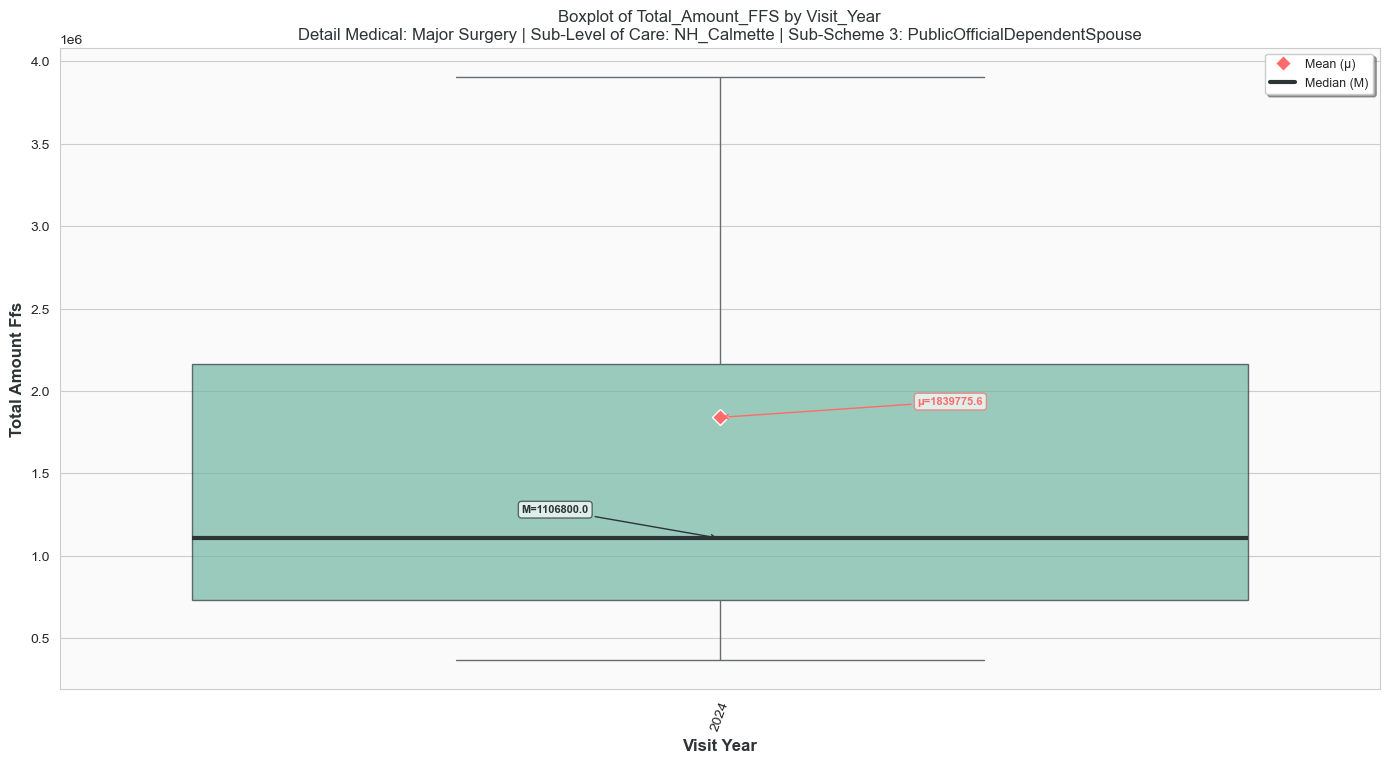 Boxplot of Total_Amount_FFS by Visit_Year
Detail Medical: Major Surgery | Sub-Level of Care: NH_Calmette | Sub-Scheme 3: PublicOfficialDependentSpouse
1e6
4.0
3.5
3.0
2.5
2.0
1.5
1.0
0.5
Total Amount Ffs
Mean (μ)
Median (M)
μ=1839775.6
M=1106800.0
2024
Visit Year